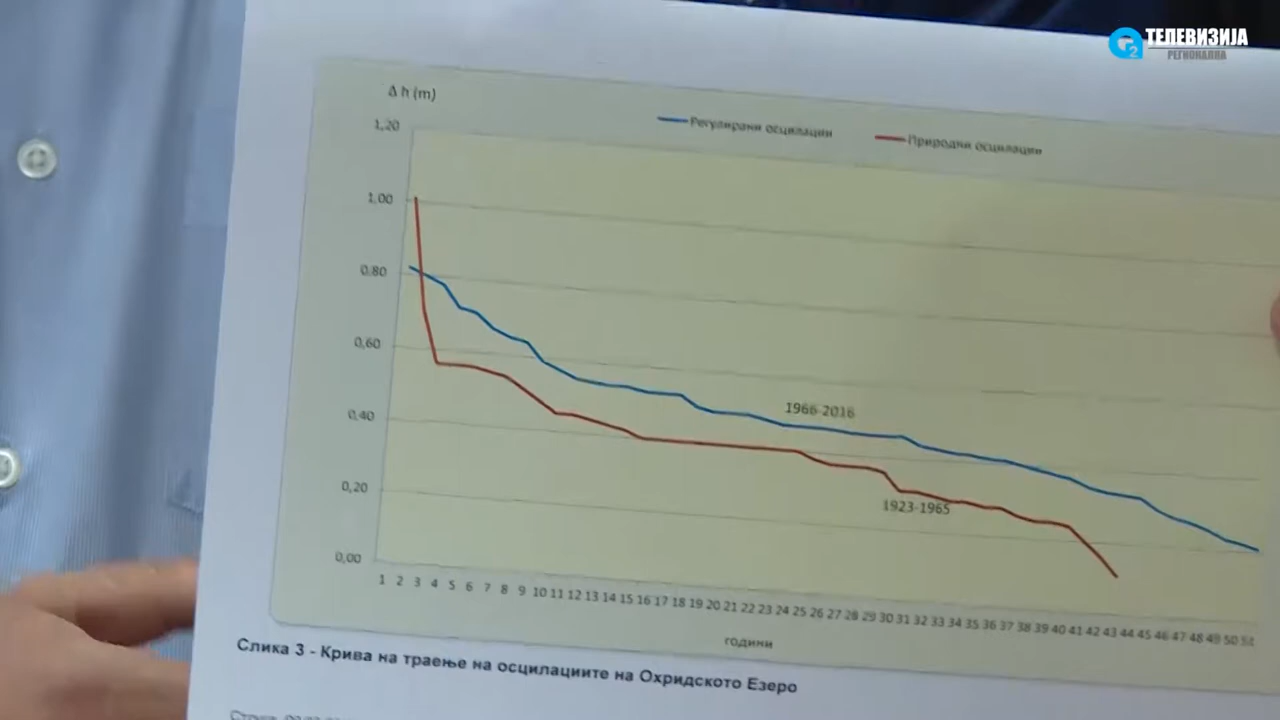 G2 ТЕЛЕВИЗИЈА
РЕГИОНАЛНА
Δ h (m)
Регулирани осцилации
Природни осцилации
1,20
1,00
0,80
0,60
0,40
0,20
0,00
1966-2016
1923-1965
1 2 3 4 5 6 7 8 9 10 11 12 13 14 15 16 17 18 19 20 21 22 23 24 25 26 27 28 29 30 31 32 33 34 35 36 37 38 39 40 41 42 43 44 45 46 47 48 49 50 51
години
Слика 3 - Крива на траење на осцилациите на Охридското Езеро